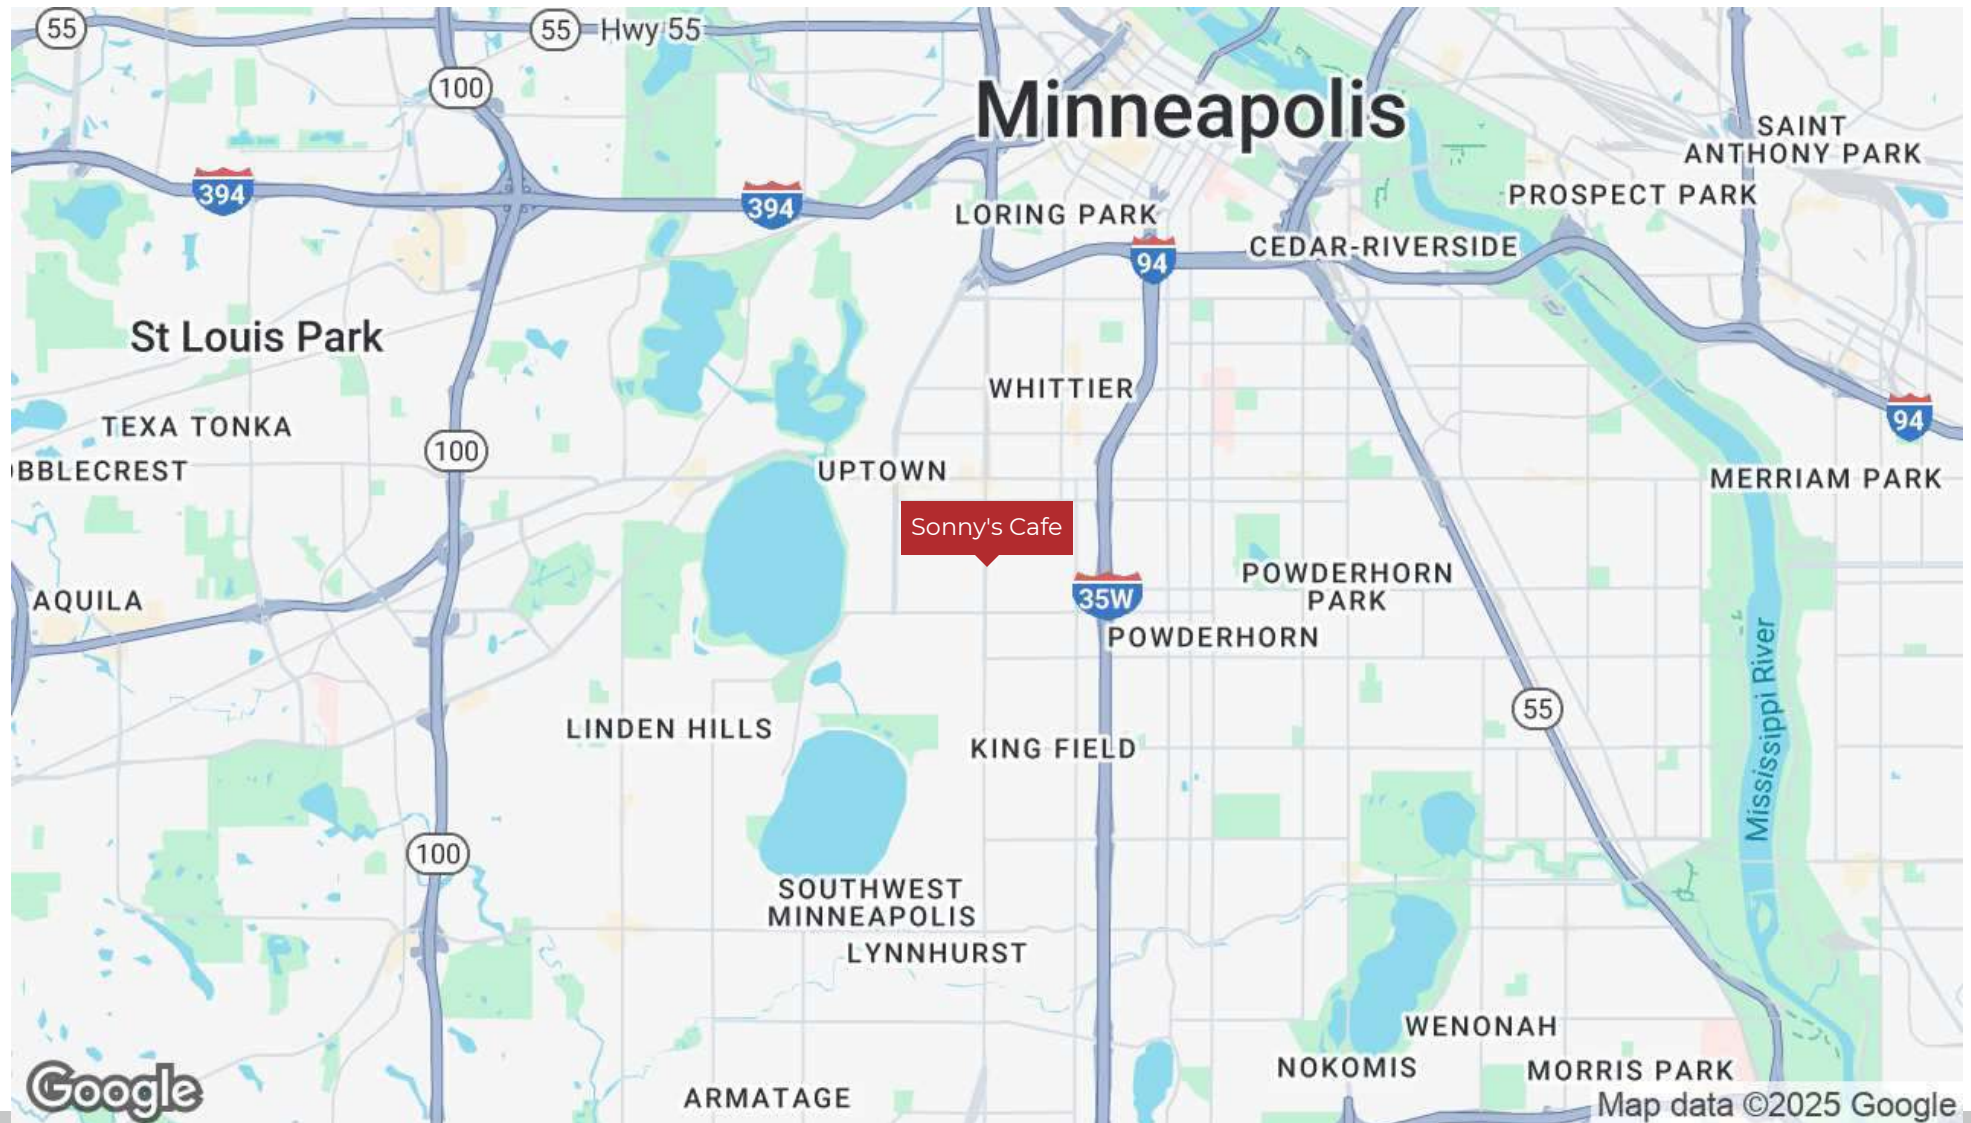 55
55
Hwy 55
100
Minneapolis
SAINT
ANTHONY PARK
394
394
PROSPECT PARK
LORING PARK
94
CEDAR-RIVERSIDE
St Louis Park
WHITTIER
TEXA TONKA
94
100
OBBLECREST
UPTOWN
MERRIAM PARK
Sonny's Cafe
POWDERHORN
PARK
AQUILA
35W
POWDERHORN
Mississippi River
55
LINDEN HILLS
KING FIELD
100
SOUTHWEST
MINNEAPOLIS
LYNNHURST
WENONAH
NOKOMIS
MORRIS PARK
Google
ARMATAGE
Map data ©2025 Google